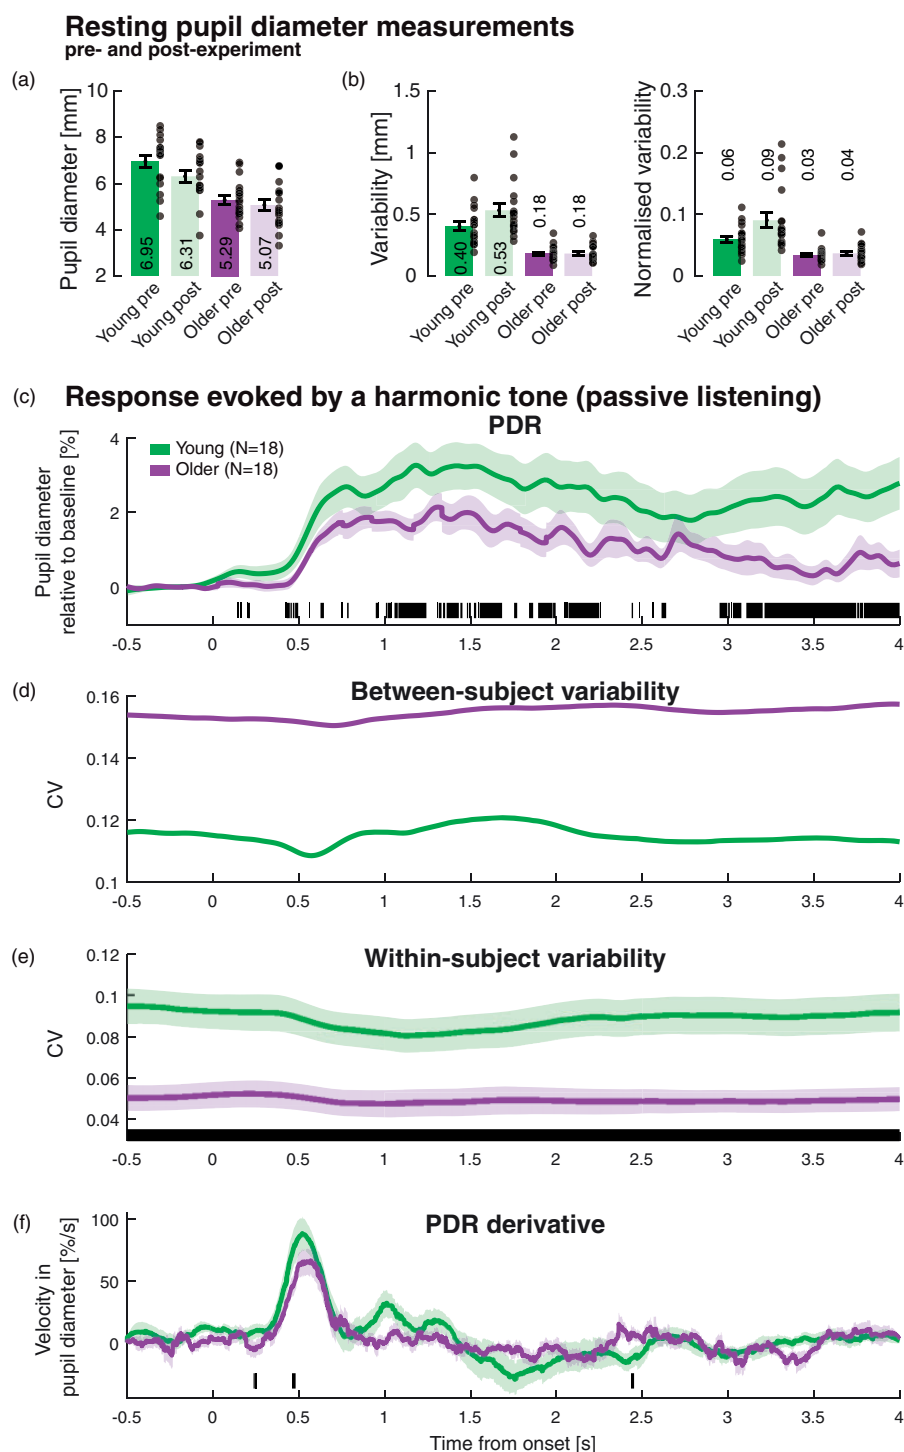 Resting pupil diameter measurements
pre- and post-experiment
(a)
Pupil diameter [mm]
10
8
6
4
2
6.95
6.31
5.29
5.07
Young pre
Young post
Older pre
Older post
(b)
Variability [mm]
1.5
1
0.5
0
0.40
0.53
0.18
0.18
Young pre
Young post
Older pre
Older post
Normalised variability
0.3
0.2
0.1
0
0.06
0.09
0.03
0.04
Young pre
Young post
Older pre
Older post
(c) Response evoked by a harmonic tone (passive listening)
PDR
Pupil diameter
relative to baseline [%]
4
2
0
Young (N=18)
Older (N=18)
-0.5 0 0.5 1 1.5 2 2.5 3 3.5 4
(d)
Between-subject variability
CV
0.16
0.14
0.12
0.1
-0.5 0 0.5 1 1.5 2 2.5 3 3.5 4
(e)
Within-subject variability
CV
0.12
0.1
0.08
0.06
0.04
-0.5 0 0.5 1 1.5 2 2.5 3 3.5 4
(f)
PDR derivative
Velocity in
pupil diameter [%/s]
100
50
0
-0.5 0 0.5 1 1.5 2 2.5 3 3.5 4
Time from onset [s]